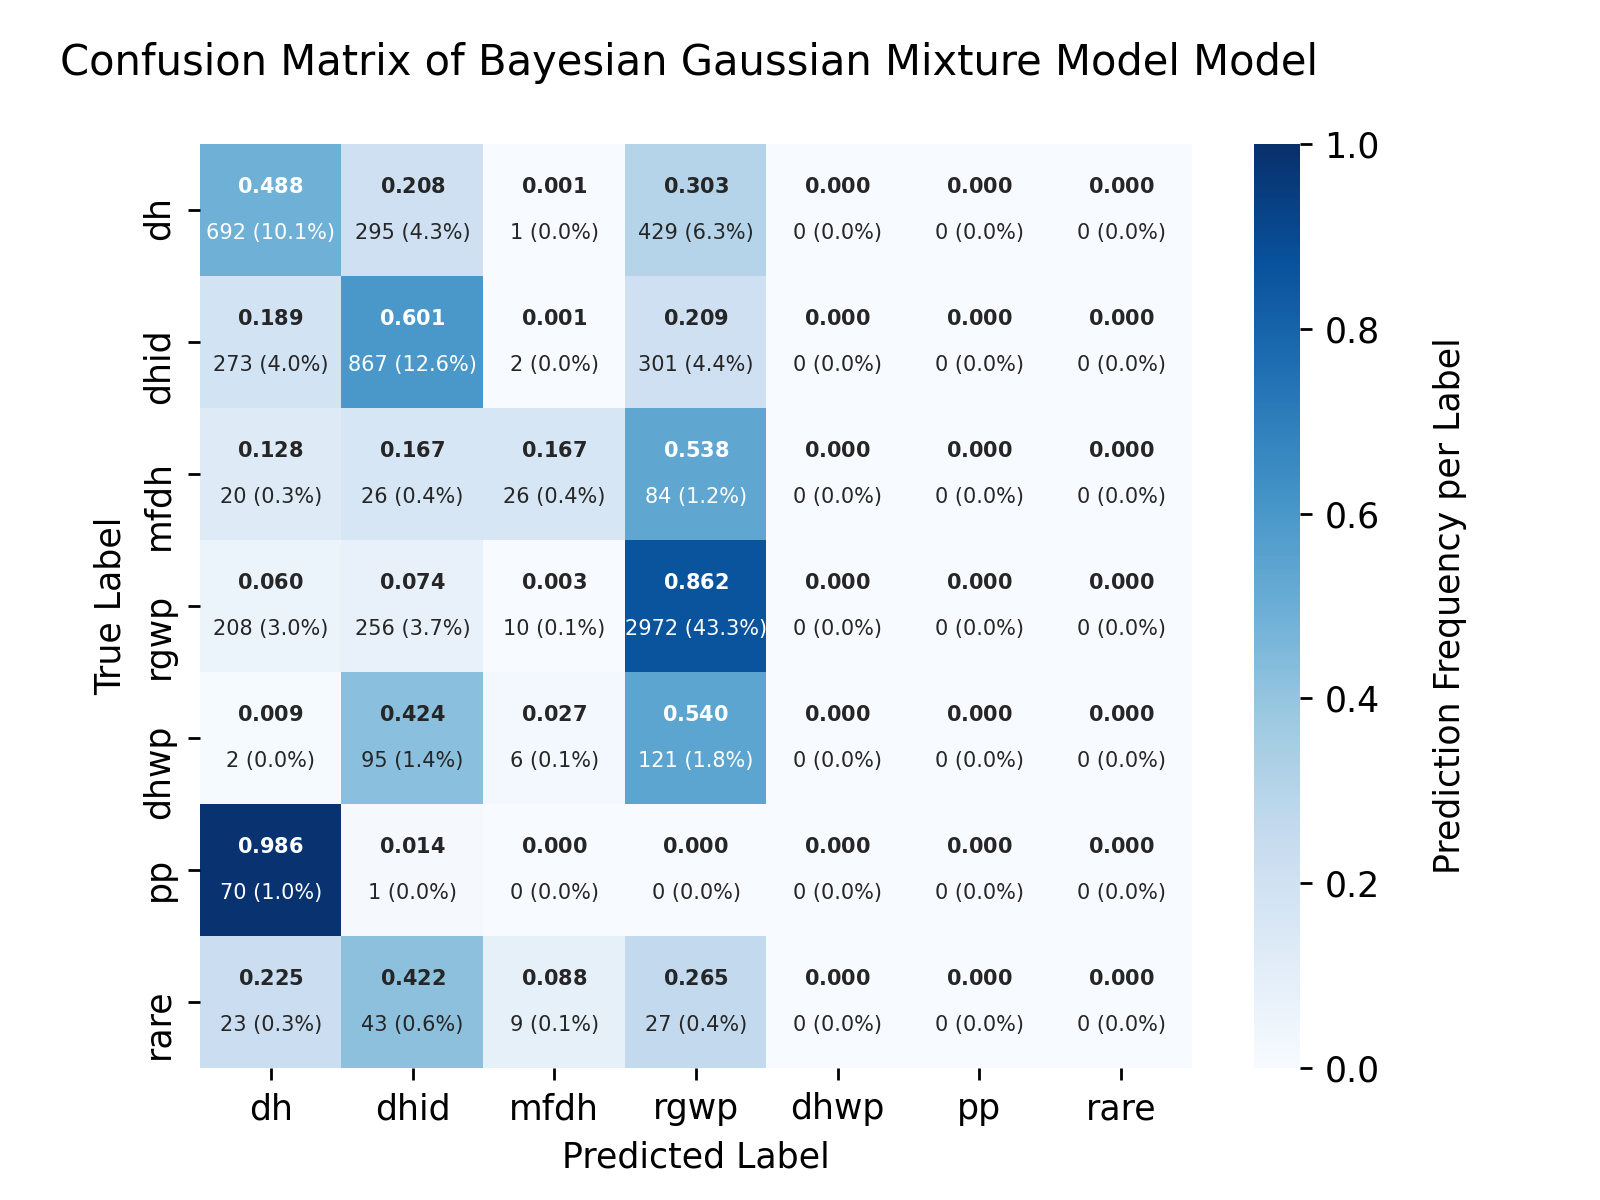 Confusion Matrix of Bayesian Gaussian Mixture Model Model
True Label
dh
0.488 0.208 0.001 0.303 0.000 0.000 0.000
692 (10.1%) 295 (4.3%) 1 (0.0%) 429 (6.3%) 0 (0.0%) 0 (0.0%) 0 (0.0%)
dhid
0.189 0.601 0.001 0.209 0.000 0.000 0.000
273 (4.0%) 867 (12.6%) 2 (0.0%) 301 (4.4%) 0 (0.0%) 0 (0.0%) 0 (0.0%)
mfdh
0.128 0.167 0.167 0.538 0.000 0.000 0.000
20 (0.3%) 26 (0.4%) 26 (0.4%) 84 (1.2%) 0 (0.0%) 0 (0.0%) 0 (0.0%)
rgwp
0.060 0.074 0.003 0.862 0.000 0.000 0.000
208 (3.0%) 256 (3.7%) 10 (0.1%) 2972 (43.3%) 0 (0.0%) 0 (0.0%) 0 (0.0%)
dhwp
0.009 0.424 0.027 0.540 0.000 0.000 0.000
2 (0.0%) 95 (1.4%) 6 (0.1%) 121 (1.8%) 0 (0.0%) 0 (0.0%) 0 (0.0%)
pp
0.986 0.014 0.000 0.000 0.000 0.000 0.000
70 (1.0%) 1 (0.0%) 0 (0.0%) 0 (0.0%) 0 (0.0%) 0 (0.0%) 0 (0.0%)
rare
0.225 0.422 0.088 0.265 0.000 0.000 0.000
23 (0.3%) 43 (0.6%) 9 (0.1%) 27 (0.4%) 0 (0.0%) 0 (0.0%) 0 (0.0%)
dh dhid mfdh rgwp dhwp pp rare
Predicted Label
1.0
0.8
0.6
0.4
0.2
0.0
Prediction Frequency per Label